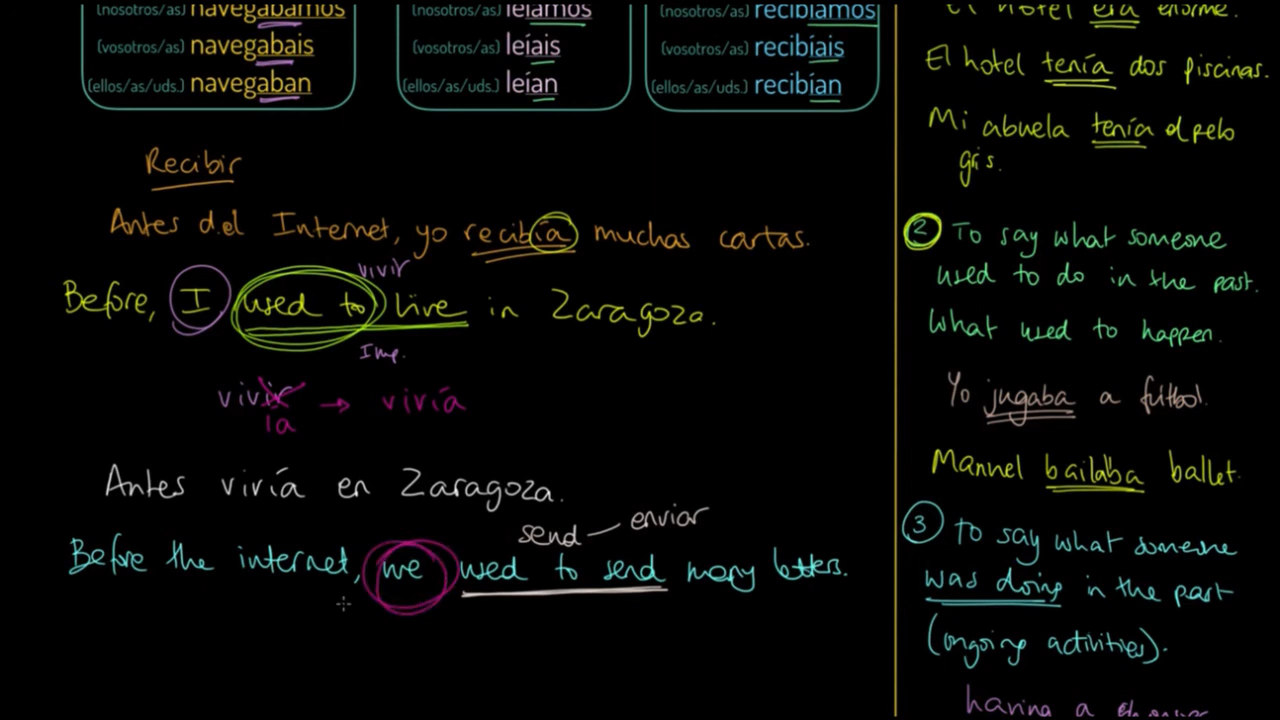 (nosotros/as) navegábamos
(vosotros/as) navegabais
(ellos/as/uds.) navegaban
(nosotros/as) leíamos
(vosotros/as) leíais
(ellos/as/uds.) leían
(nosotros/as) recibíamos
(vosotros/as) recibíais
(ellos/as/uds.) recibían
Recibir
Antes del Internet, yo recibía muchas cartas.
vivir
Before, I used to live in Zaragoza.
Imp.
vivir → vivía
ía
Antes vivía en Zaragoza.
send - enviar
Before the internet, we used to send many letters.
El hotel era enorme.
El hotel tenía dos piscinas.
Mi abuela tenía el pelo
gris.
2 To say what someone
used to do in the past.
What used to happen.
Yo jugaba a fútbol.
Manuel bailaba ballet.
3 To say what someone
was doing in the past
(ongoing activities).
having a